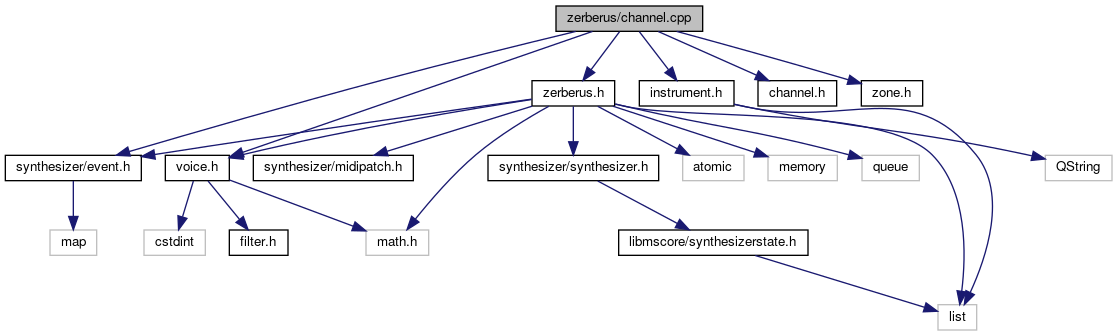 zerberus/channel.cpp
zerberus.h
instrument.h
channel.h
zone.h
synthesizer/event.h
voice.h
synthesizer/midipatch.h
synthesizer/synthesizer.h
atomic
memory
queue
QString
map
cstdint
filter.h
math.h
libmscore/synthesizerstate.h
list